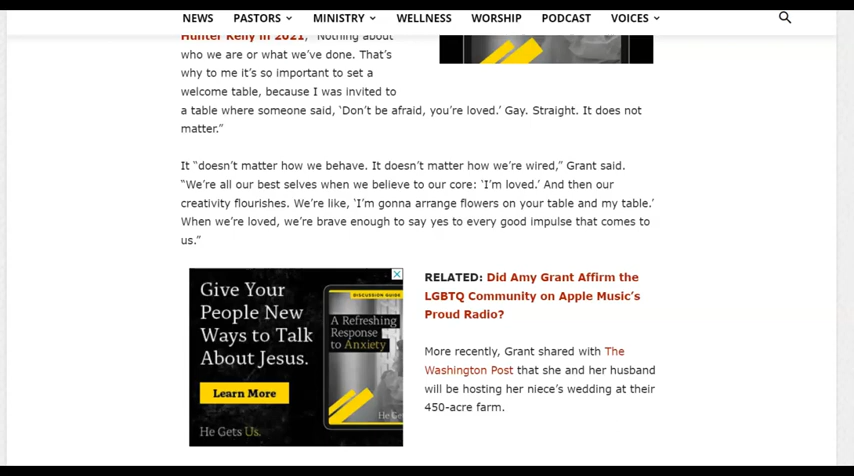 NEWS PASTORS MINISTRY WELLNESS WORSHIP PODCAST VOICES
Hunter Kelly in 2021, “Nothing about
who we are or what we’ve done. That’s
why to me it’s so important to set a
welcome table, because I was invited to
a table where someone said, ‘Don’t be afraid, you’re loved.’ Gay. Straight. It does not
matter.”
It “doesn’t matter how we behave. It doesn’t matter how we’re wired,” Grant said.
“We’re all our best selves when we believe to our core: ‘I’m loved.’ And then our
creativity flourishes. We’re like, ‘I’m gonna arrange flowers on your table and my table.’
When we’re loved, we’re brave enough to say yes to every good impulse that comes to
us.”
Give Your
People New
Ways to Talk
About Jesus.
Learn More
He Gets Us.
DISCUSSION GUIDE
A Refreshing
Response
to Anxiety
He Ge
RELATED: Did Amy Grant Affirm the
LGBTQ Community on Apple Music’s
Proud Radio?
More recently, Grant shared with The
Washington Post that she and her husband
will be hosting her niece’s wedding at their
450-acre farm.